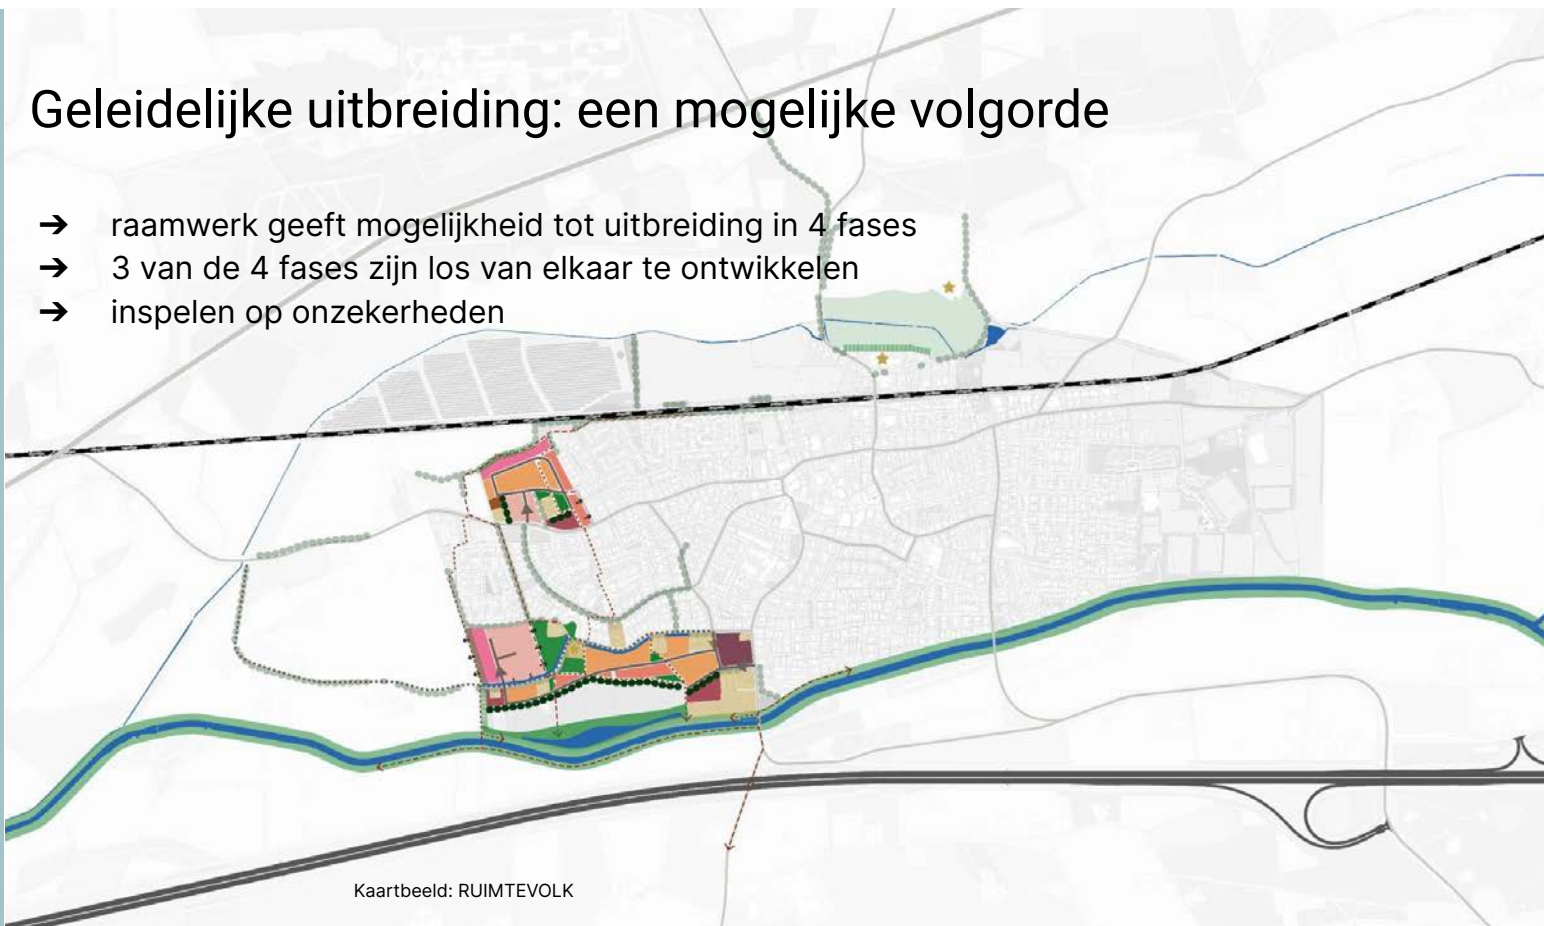 Geleidelijke uitbreiding: een mogelijke volgorde
➔ raamwerk geeft mogelijkheid tot uitbreiding in 4 fases
➔ 3 van de 4 fases zijn los van elkaar te ontwikkelen
➔ inspelen op onzekerheden
Kaartbeeld: RUIMTEVOLK